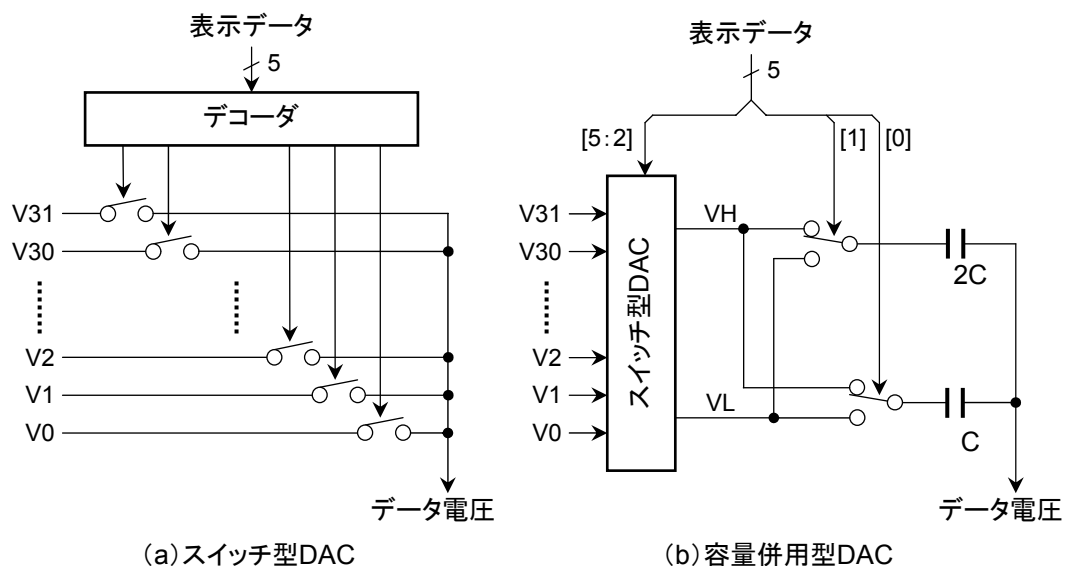 表示データ
5
デコーダ
V31
V30
V2
V1
V0
データ電圧
(a)スイッチ型DAC
表示データ
5
[5:2]
[1]
[0]
V31
V30
V2
V1
V0
スイッチ型DAC
VH
VL
2C
C
データ電圧
(b)容量併用型DAC